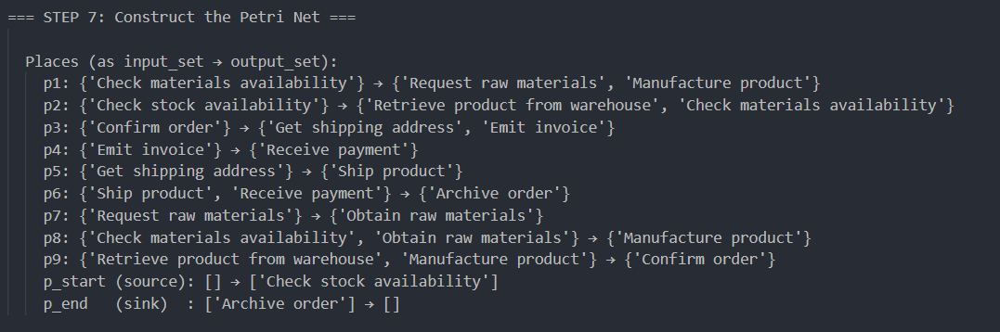 === STEP 7: Construct the Petri Net ===
Places (as input_set → output_set):
p1: {'Check materials availability'} → {'Request raw materials', 'Manufacture product'}
p2: {'Check stock availability'} → {'Retrieve product from warehouse', 'Check materials availability'}
p3: {'Confirm order'} → {'Get shipping address', 'Emit invoice'}
p4: {'Emit invoice'} → {'Receive payment'}
p5: {'Get shipping address'} → {'Ship product'}
p6: {'Ship product', 'Receive payment'} → {'Archive order'}
p7: {'Request raw materials'} → {'Obtain raw materials'}
p8: {'Check materials availability', 'Obtain raw materials'} → {'Manufacture product'}
p9: {'Retrieve product from warehouse', 'Manufacture product'} → {'Confirm order'}
p_start (source): [] → ['Check stock availability']
p_end   (sink)  : ['Archive order'] → []